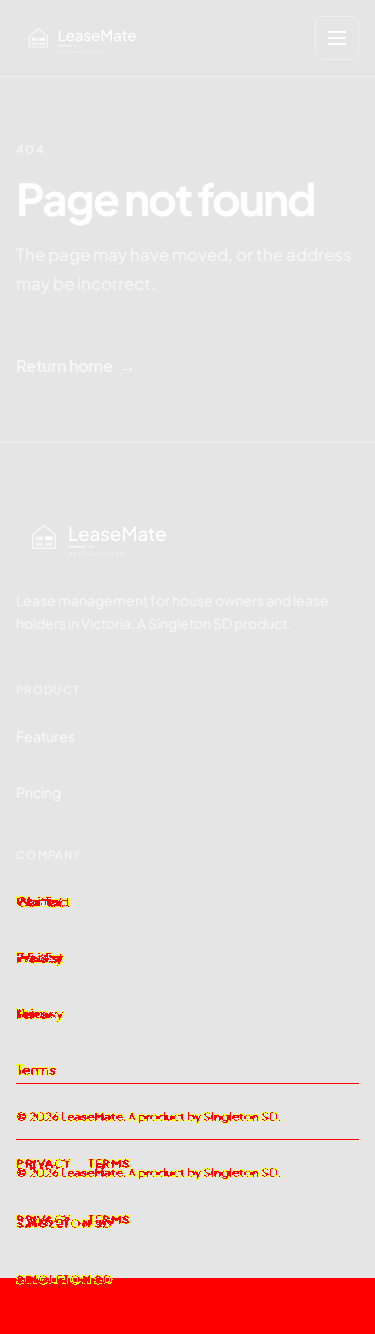 LeaseMate
404
Page not found
The page may have moved, or the address
may be incorrect.
Return home →
LeaseMate
Lease management for house owners and lease
holders in Victoria. A Singleton SD product.
PRODUCT
Features
Pricing
COMPANY
Terms
© 2026 LeaseMate. A product by Singleton SD.
PRIVACY TERMS
© 2026 LeaseMate. A product by Singleton SD.
PRIVACY TERMS